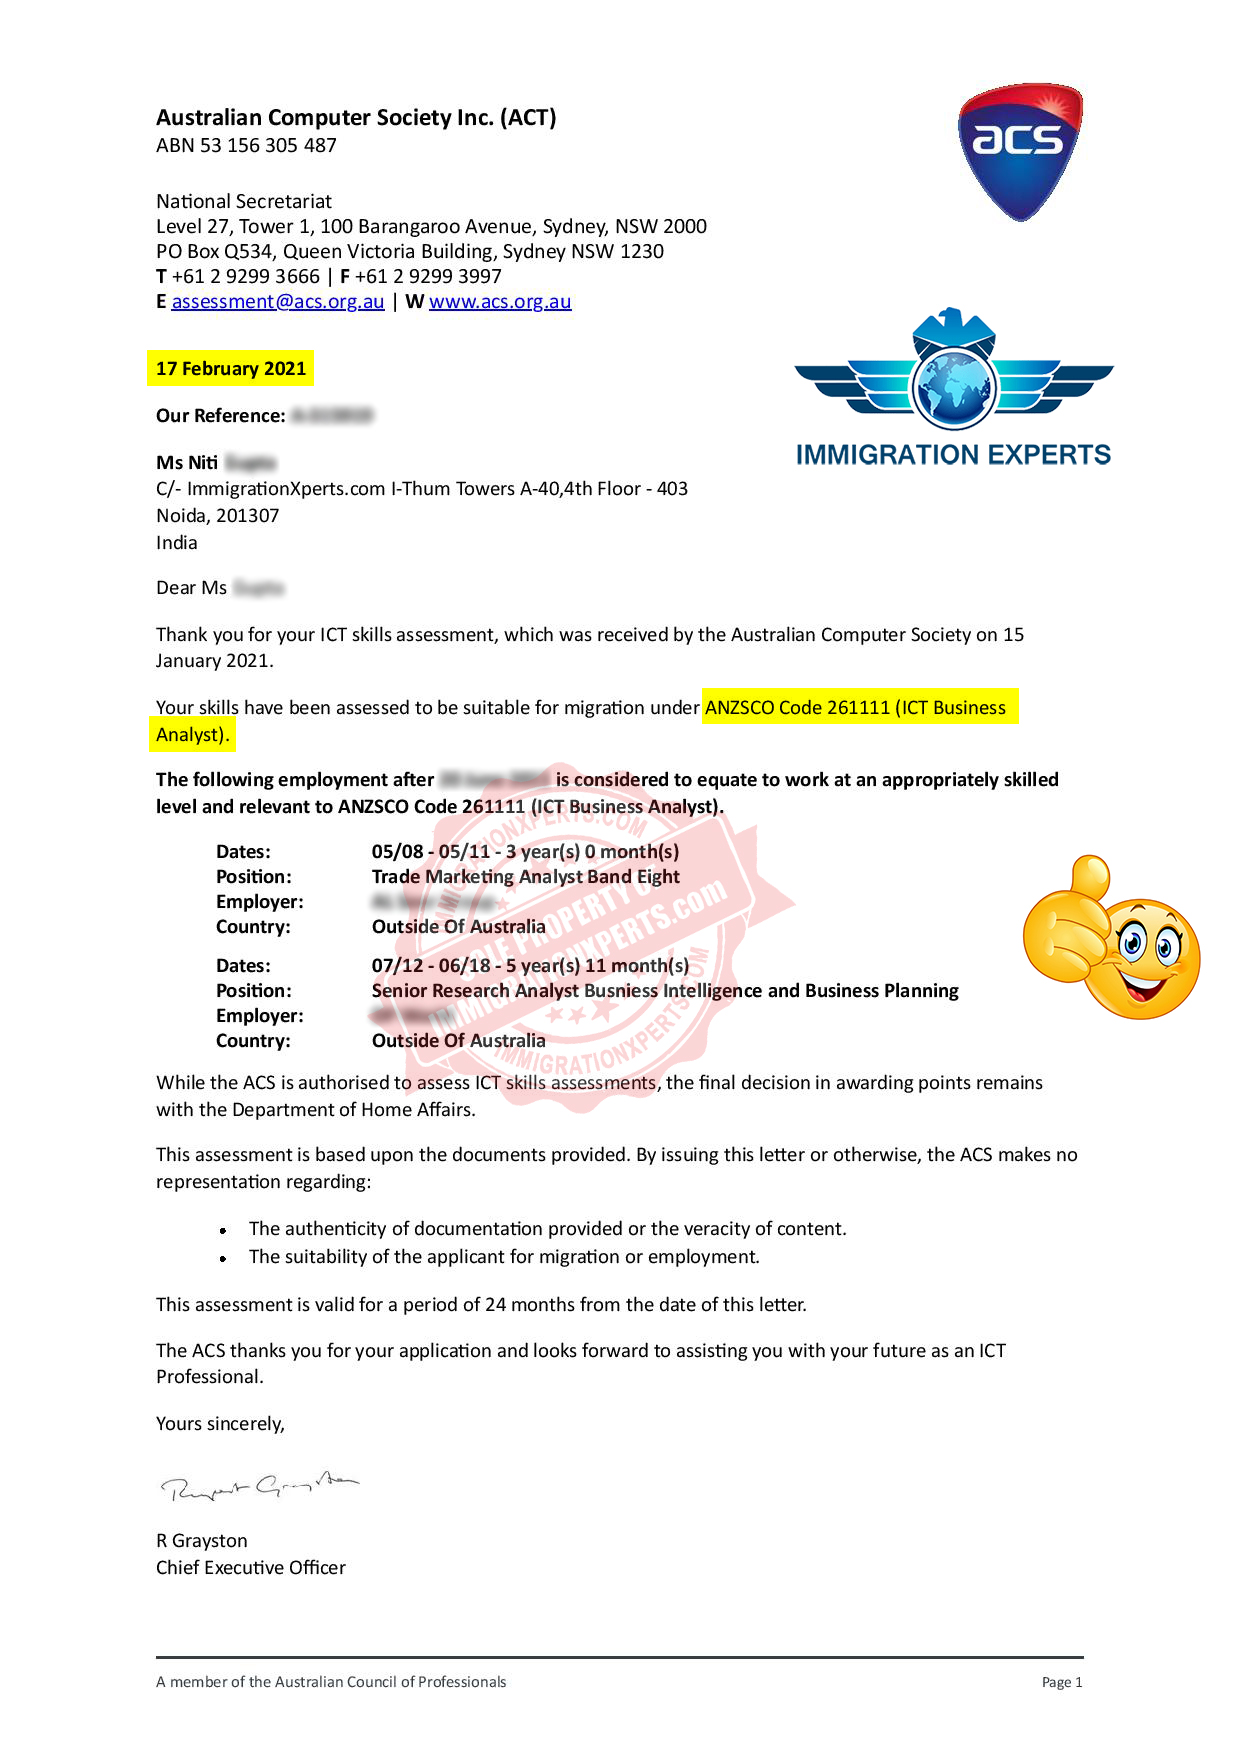 Australian Computer Society Inc. (ACT)
ABN 53 156 305 487
acs
National Secretariat
Level 27, Tower 1, 100 Barangaroo Avenue, Sydney, NSW 2000
PO Box Q534, Queen Victoria Building, Sydney NSW 1230
T +61 2 9299 3666 | F +61 2 9299 3997
E assessment@acs.org.au | W www.acs.org.au
17 February 2021
IMMIGRATION EXPERTS
Our Reference:
Ms Niti
C/- ImmigrationXperts.com I-Thum Towers A-40,4th Floor - 403
Noida, 201307
India
Dear Ms
Thank you for your ICT skills assessment, which was received by the Australian Computer Society on 15
January 2021.
Your skills have been assessed to be suitable for migration under ANZSCO Code 261111 (ICT Business
Analyst).
The following employment after is considered to equate to work at an appropriately skilled
level and relevant to ANZSCO Code 261111 (ICT Business Analyst).
Dates: 05/08 - 05/11 - 3 year(s) 0 month(s)
Position: Trade Marketing Analyst Band Eight
Employer:
Country: Outside Of Australia
Dates: 07/12 - 06/18 - 5 year(s) 11 month(s)
Position: Senior Research Analyst Busniess Intelligence and Business Planning
Employer:
Country: Outside Of Australia
IMMIGRATIONXPERTS.COM
SOLE PROPERTY OF
IMMIGRATIONXPERTS.com
IMMIGRATIONXPERTS.COM
While the ACS is authorised to assess ICT skills assessments, the final decision in awarding points remains
with the Department of Home Affairs.
This assessment is based upon the documents provided. By issuing this letter or otherwise, the ACS makes no
representation regarding:
• The authenticity of documentation provided or the veracity of content.
• The suitability of the applicant for migration or employment.
This assessment is valid for a period of 24 months from the date of this letter.
The ACS thanks you for your application and looks forward to assisting you with your future as an ICT
Professional.
Yours sincerely,
Rupert Grayston
R Grayston
Chief Executive Officer
A member of the Australian Council of Professionals Page 1